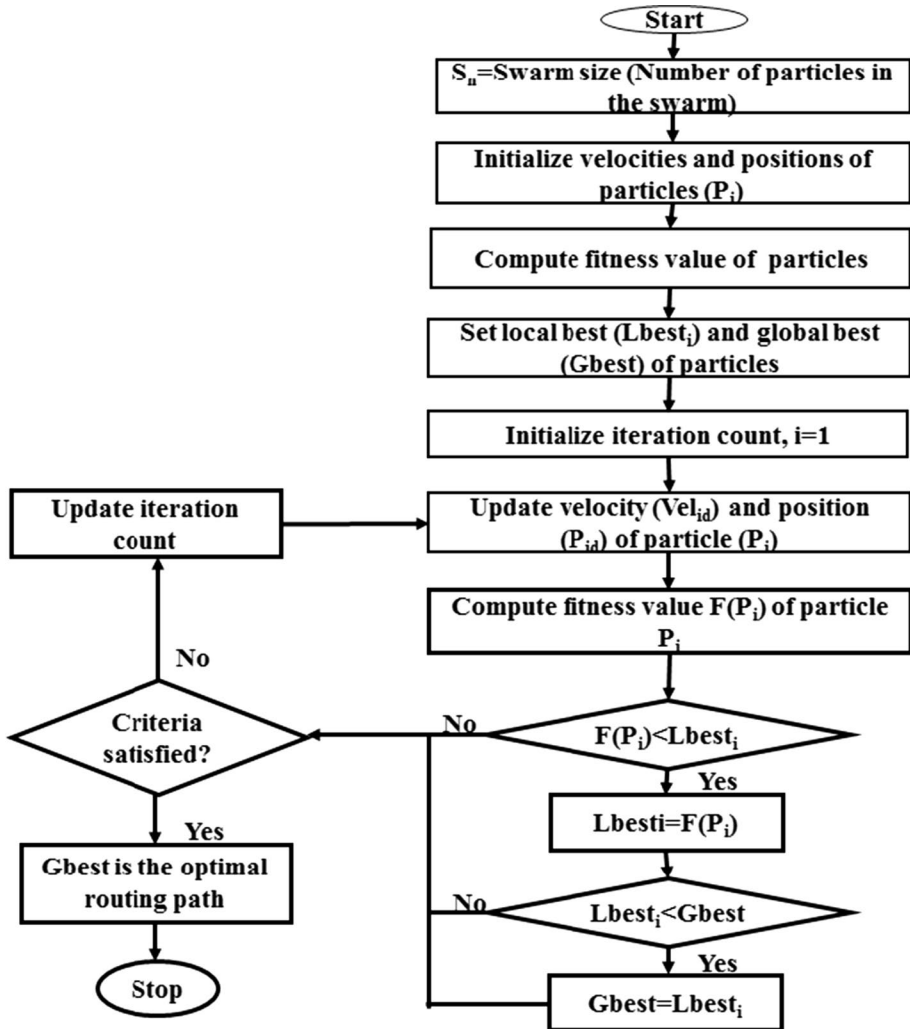 Start
Sₙ=Swarm size (Number of particles in
the swarm)
Initialize velocities and positions of
particles (Pᵢ)
Compute fitness value of particles
Set local best (Lbestᵢ) and global best
(Gbest) of particles
Initialize iteration count, i=1
Update iteration
count
Update velocity (Vel_id) and position
(P_id) of particle (Pᵢ)
Compute fitness value F(Pᵢ) of particle
Pᵢ
No
Criteria
satisfied?
No
F(Pᵢ)<Lbestᵢ
Yes
Lbesti=F(Pᵢ)
Yes
Gbest is the optimal
routing path
No
Lbestᵢ<Gbest
Yes
Stop
Gbest=Lbestᵢ